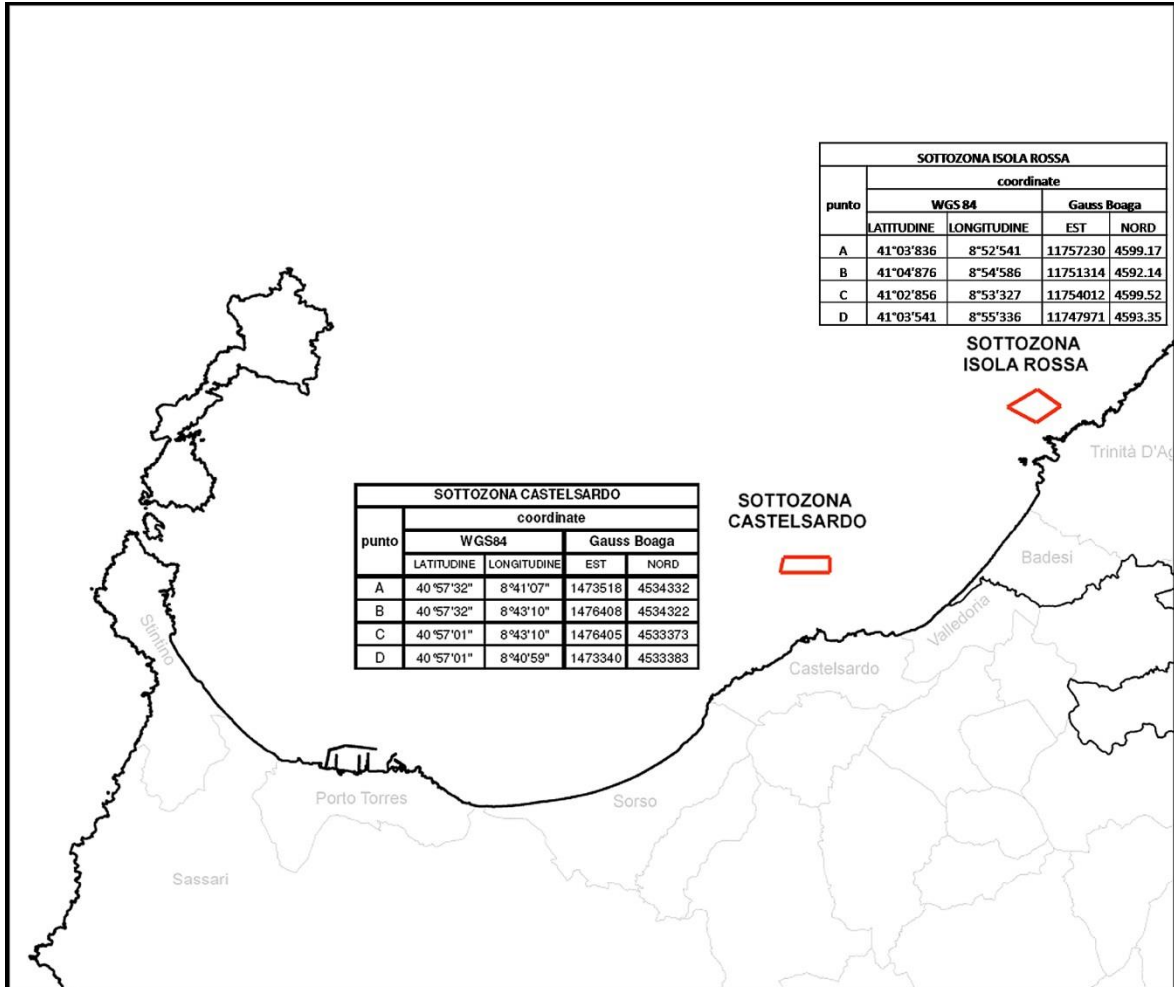 SOTTOZONA ISOLA ROSSA
coordinate
punto
WGS 84 Gauss Boaga
LATITUDINE LONGITUDINE EST NORD
A 41°03'836 8°52'541 11757230 4599.17
B 41°04'876 8°54'586 11751314 4592.14
C 41°02'856 8°53'327 11754012 4599.52
D 41°03'541 8°55'336 11747971 4593.35
SOTTOZONA
ISOLA ROSSA
Trinità D'Ag
SOTTOZONA CASTELSARDO
coordinate
punto
WGS84 Gauss Boaga
LATITUDINE LONGITUDINE EST NORD
A 40°57'32" 8°41'07" 1473518 4534332
B 40°57'32" 8°43'10" 1476408 4534322
C 40°57'01" 8°43'10" 1476405 4533373
D 40°57'01" 8°40'59" 1473340 4533383
SOTTOZONA
CASTELSARDO
Badesi
Stintino
Valledoria
Castelsardo
Porto Torres
Sorso
Sassari